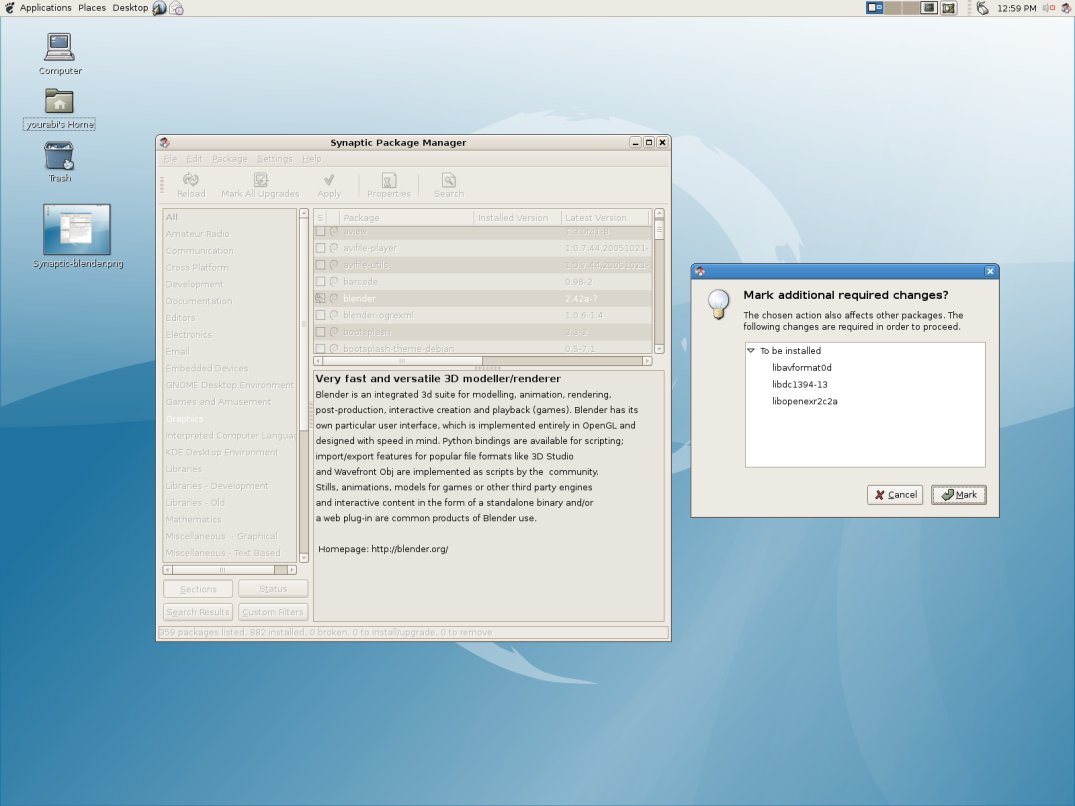 Applications Places Desktop
12:59 PM
Computer
yourabi's Home
Trash
Synaptic-blender.png
Synaptic Package Manager
File Edit Package Settings Help
Reload Mark All Upgrades Apply Properties Search
All
Amateur Radio
Communication
Cross Platform
Development
Documentation
Editors
Electronics
Email
Embedded Devices
GNOME Desktop Environment
Games and Amusement
Graphics
Interpreted Computer Languag
KDE Desktop Environment
Libraries
Libraries - Development
Libraries - Old
Mathematics
Miscellaneous - Graphical
Miscellaneous - Text Based
Sections Status
Search Results Custom Filters
S Package Installed Version Latest Version
aview 1.3.0rc1-8
avifile-player 1:0.7.44.20051021-
avifile-utils 1:0.7.44.20051021-
barcode 0.98-2
blender 2.42a-7
blender-ogrexml 1.0.6-1.4
bootsplash 3.3-2
bootsplash-theme-debian 0.5-7.1
Very fast and versatile 3D modeller/renderer
Blender is an integrated 3d suite for modelling, animation, rendering,
post-production, interactive creation and playback (games). Blender has its
own particular user interface, which is implemented entirely in OpenGL and
designed with speed in mind. Python bindings are available for scripting;
import/export features for popular file formats like 3D Studio
and Wavefront Obj are implemented as scripts by the community.
Stills, animations, models for games or other third party engines
and interactive content in the form of a standalone binary and/or
a web plug-in are common products of Blender use.
Homepage: http://blender.org/
359 packages listed, 882 installed, 0 broken. 0 to install/upgrade, 0 to remove
Mark additional required changes?
The chosen action also affects other packages. The
following changes are required in order to proceed.
To be installed
libavformat0d
libdc1394-13
libopenexr2c2a
Cancel Mark